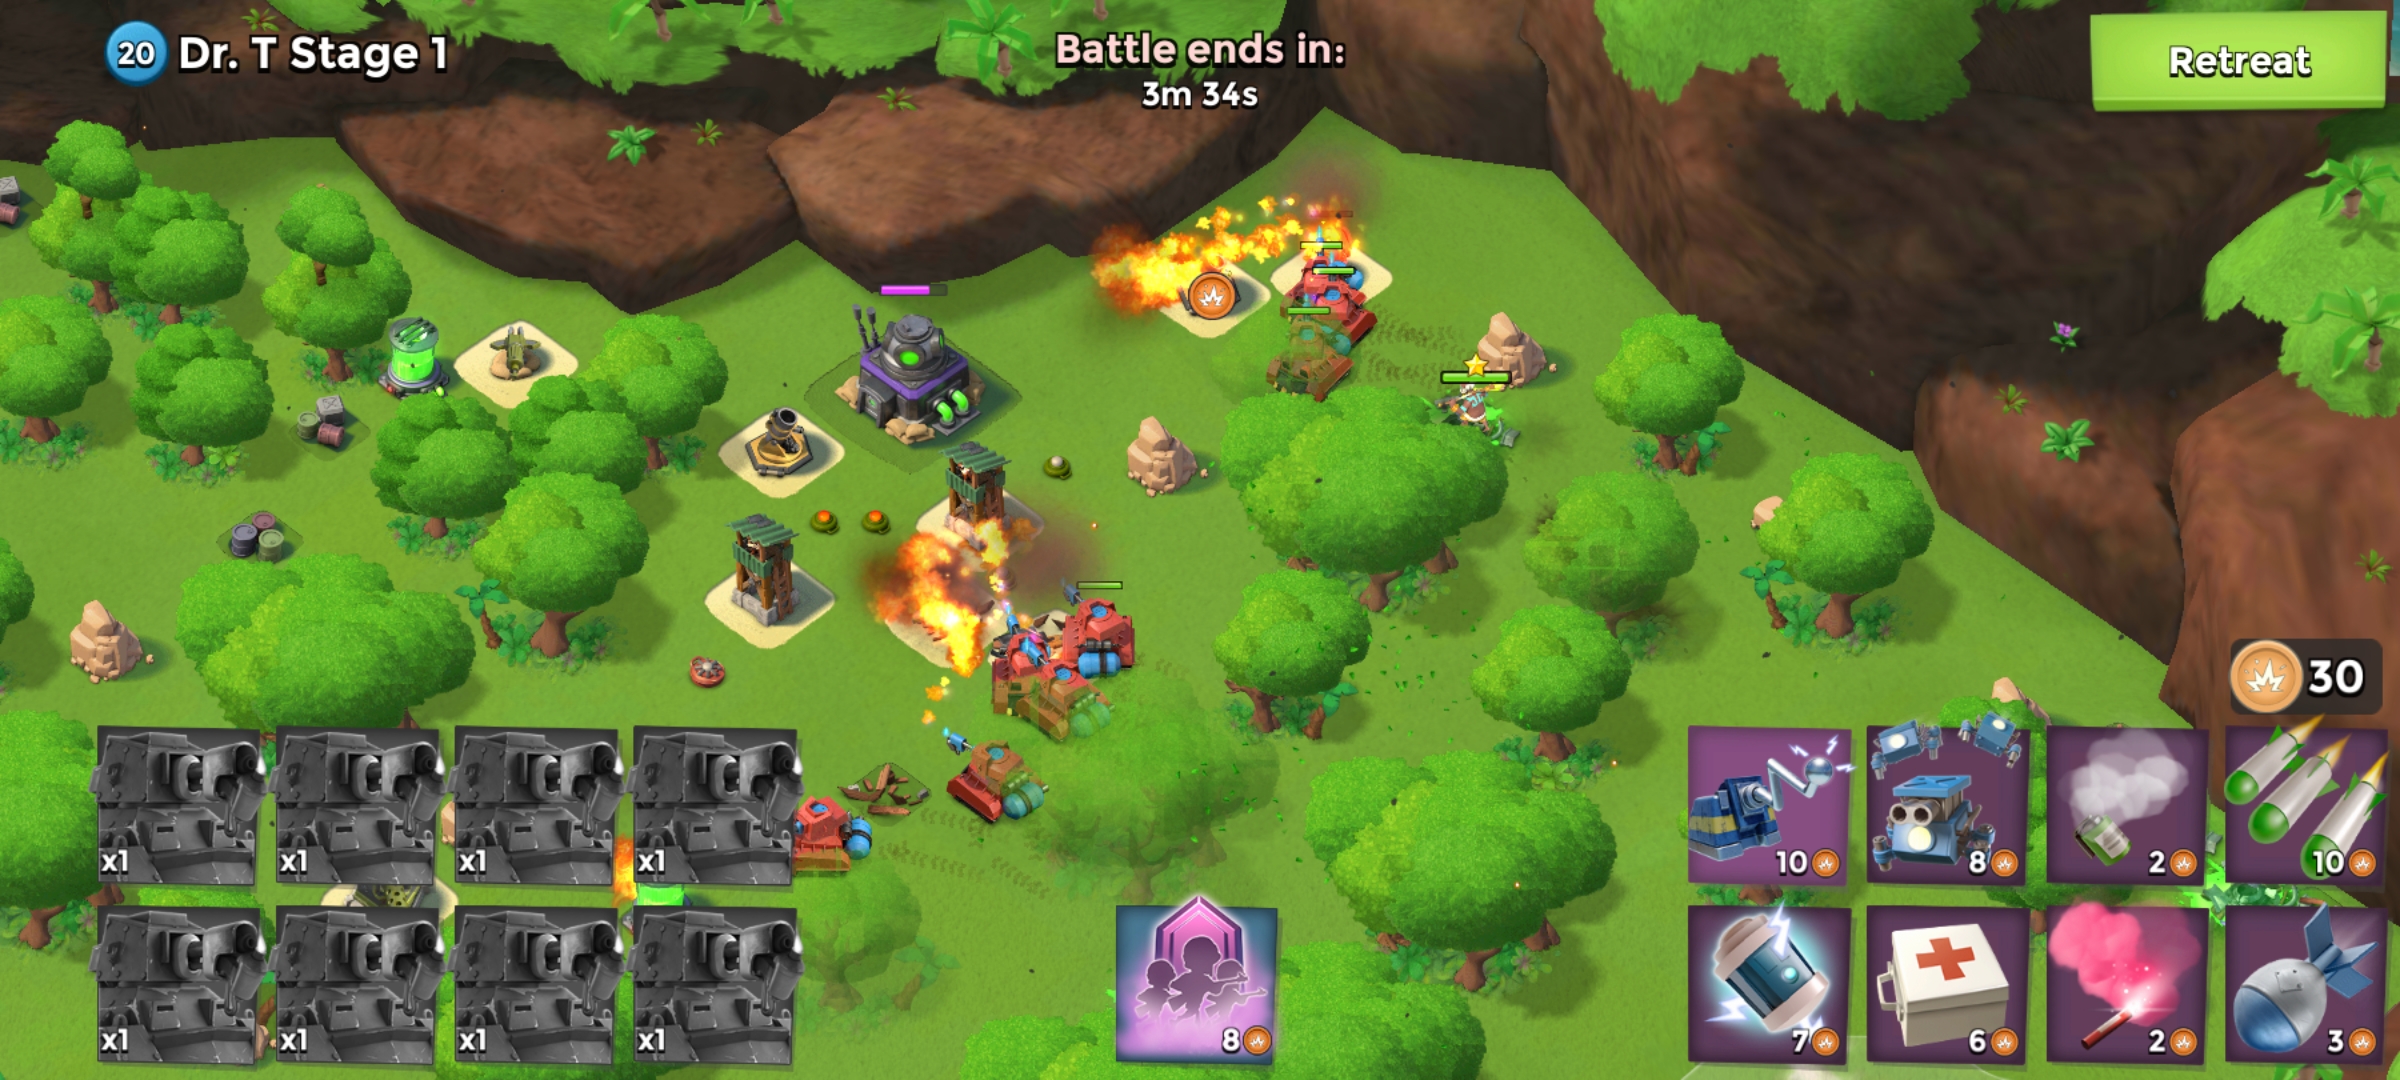 20 Dr. T Stage 1
Battle ends in:
3m 34s
Retreat
30
x1 x1 x1 x1
10 8 2 10
x1 x1 x1 x1
8
7 6 2 3